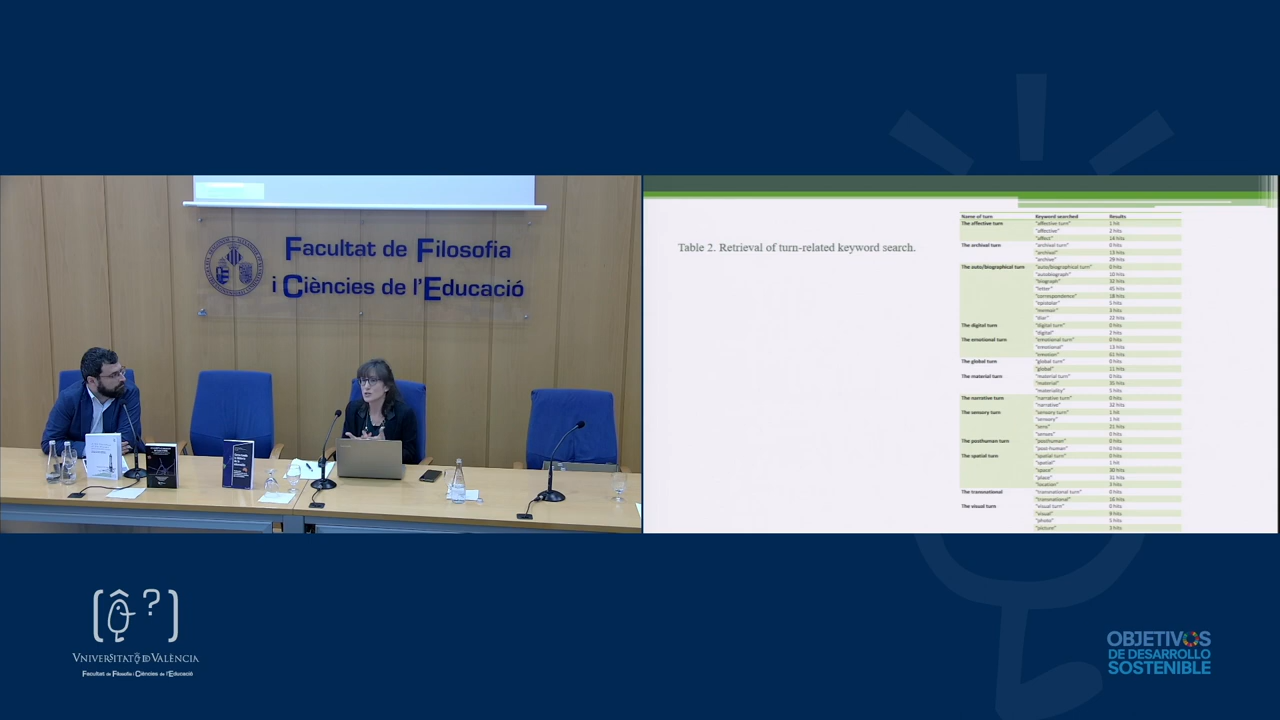 Facultat de Filosofia
i Ciències de l'Educació
Table 2. Retrieval of turn-related keyword search.
Name of turn Keyword searched Results
The affective turn "affective turn" 1 hit
"affective" 2 hits
"affect" 14 hits
The archival turn "archival turn" 0 hits
"archival" 13 hits
"archive" 28 hits
The auto/biographical turn "auto/biographical turn" 0 hits
"autobiograph" 10 hits
"biograph" 32 hits
"letter" 45 hits
"correspondence" 18 hits
"epistolar" 5 hits
"memoir" 3 hits
"diar" 22 hits
The digital turn "digital turn" 0 hits
"digital" 2 hits
The emotional turn "emotional turn" 0 hits
"emotional" 13 hits
"emotion" 61 hits
The global turn "global turn" 0 hits
"global" 11 hits
The material turn "material turn" 0 hits
"material" 35 hits
"materiality" 5 hits
The narrative turn "narrative turn" 0 hits
"narrative" 32 hits
The sensory turn "sensory turn" 1 hit
"sensory" 1 hit
"sens" 21 hits
"senses" 0 hits
The posthuman turn "posthuman" 0 hits
"post-human" 0 hits
The spatial turn "spatial turn" 0 hits
"spatial" 1 hit
"space" 30 hits
"place" 31 hits
"location" 3 hits
The transnational "transnational turn" 0 hits
"transnational" 16 hits
The visual turn "visual turn" 0 hits
"visual" 9 hits
"photo" 5 hits
"picture" 3 hits
VNIVERSITATÖDVALÈNCIA
Facultat de Filosofia i Ciències de l'Educació
OBJETIVOS
DE DESARROLLO
SOSTENIBLE